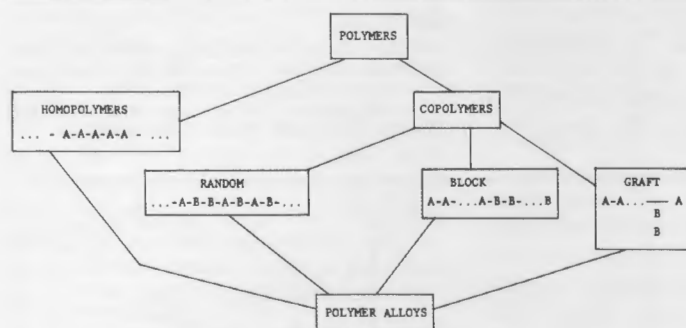 POLYMERS
HOMOPOLYMERS
... - A-A-A-A-A - ...
COPOLYMERS
RANDOM
...-A-B-B-A-B-A-B-...
BLOCK
A-A-...A-B-B-...B
GRAFT
A-A...—— A
B
B
POLYMER ALLOYS